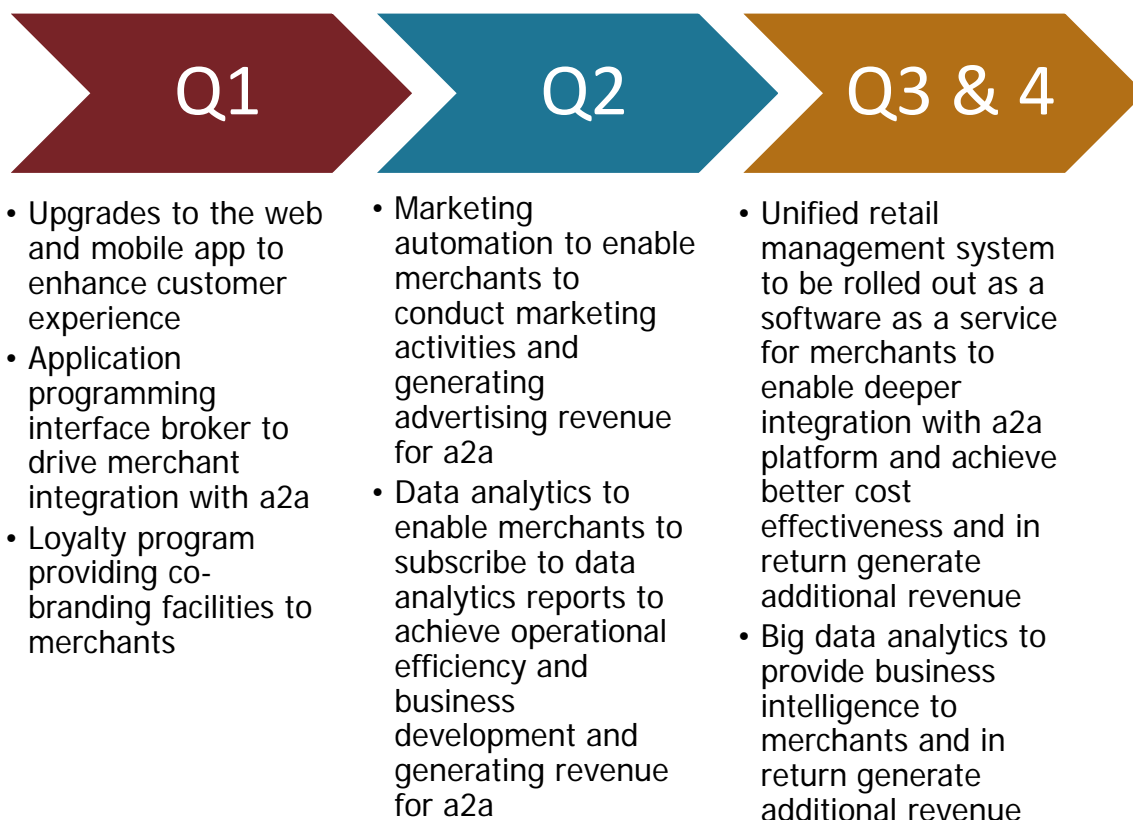 Q1
• Upgrades to the web
and mobile app to
enhance customer
experience
• Application
programming
interface broker to
drive merchant
integration with a2a
• Loyalty program
providing co-
branding facilities to
merchants
Q2
• Marketing
automation to enable
merchants to
conduct marketing
activities and
generating
advertising revenue
for a2a
• Data analytics to
enable merchants to
subscribe to data
analytics reports to
achieve operational
efficiency and
business
development and
generating revenue
for a2a
Q3 & 4
• Unified retail
management system
to be rolled out as a
software as a service
for merchants to
enable deeper
integration with a2a
platform and achieve
better cost
effectiveness and in
return generate
additional revenue
• Big data analytics to
provide business
intelligence to
merchants and in
return generate
additional revenue